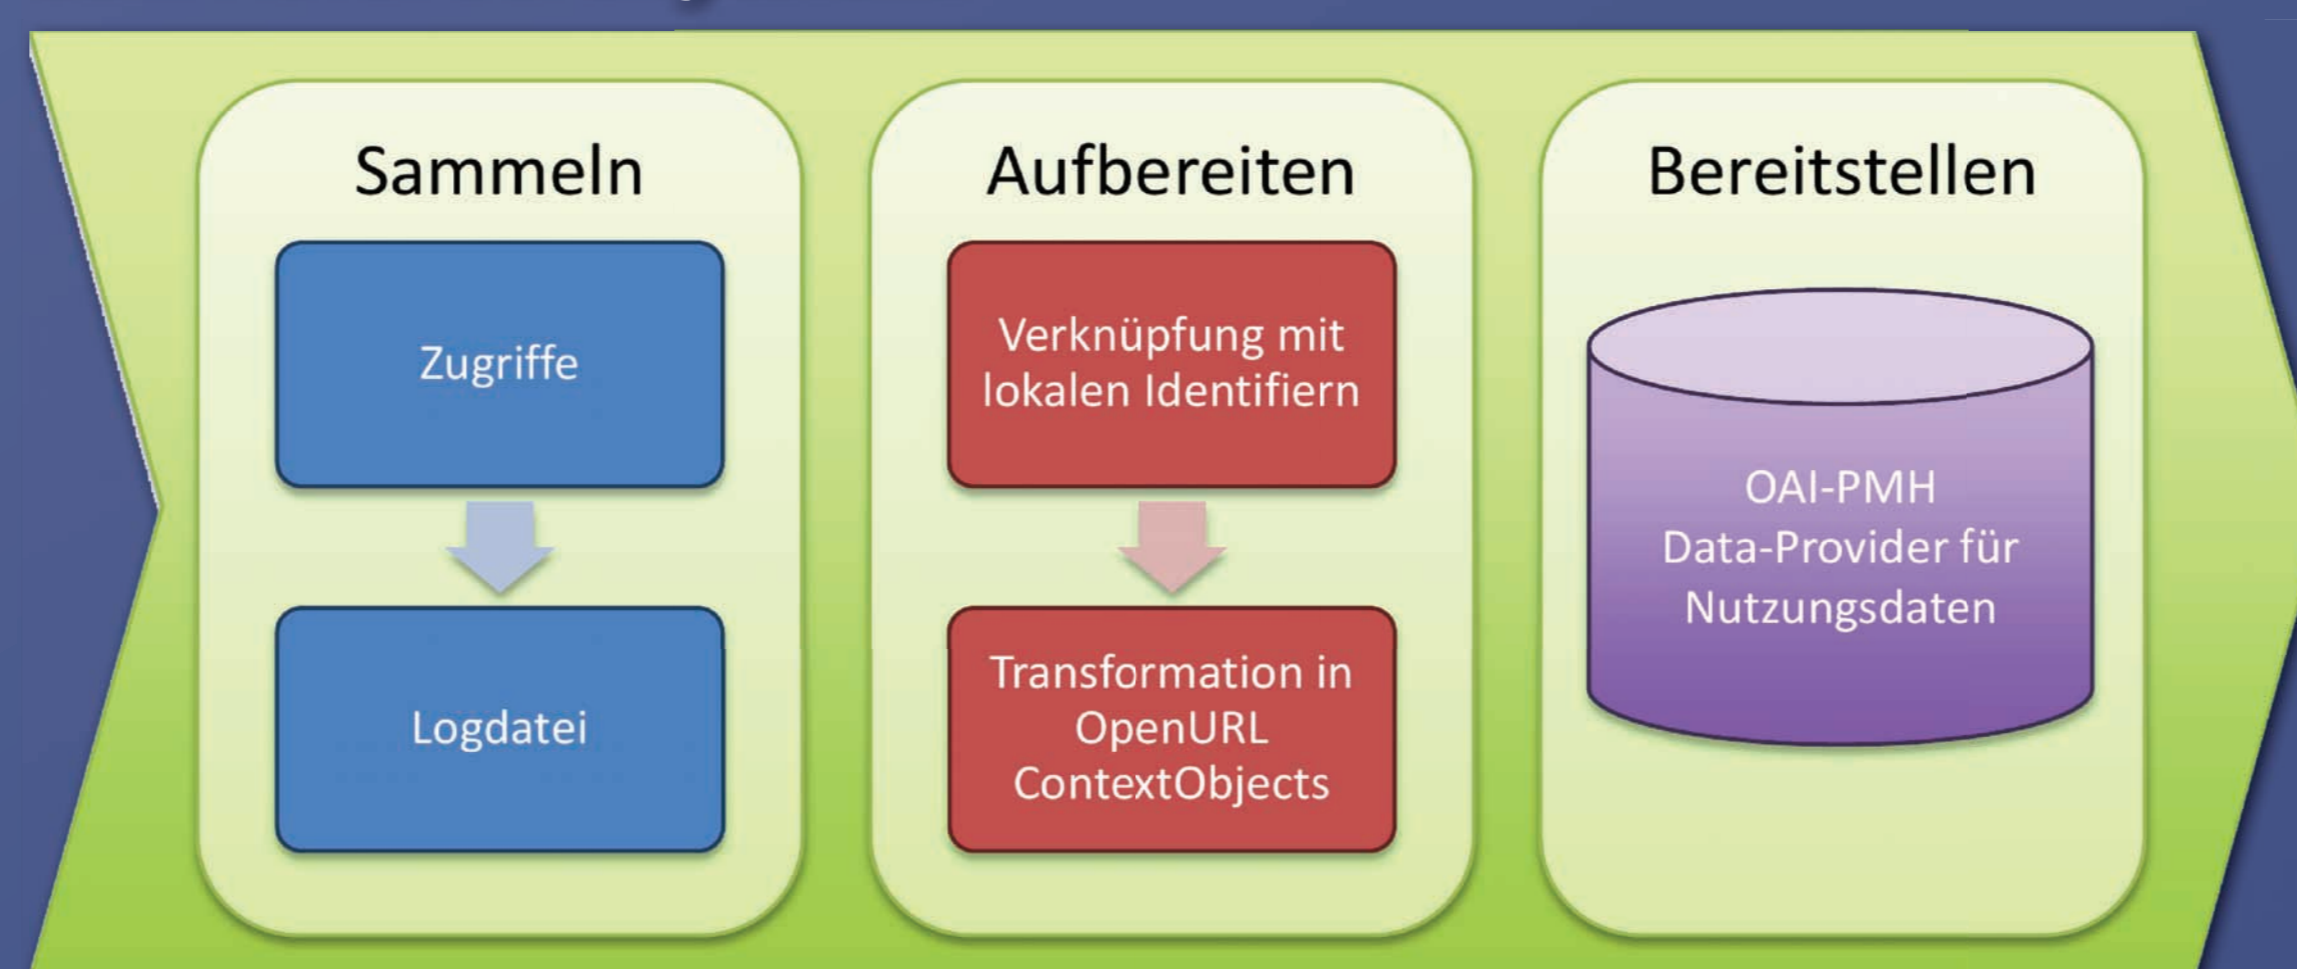 Sammeln
Zugriffe
Logdatei
Aufbereiten
Verknüpfung mit
lokalen Identifiern
Transformation in
OpenURL
ContextObjects
Bereitstellen
OAI-PMH
Data-Provider für
Nutzungsdaten